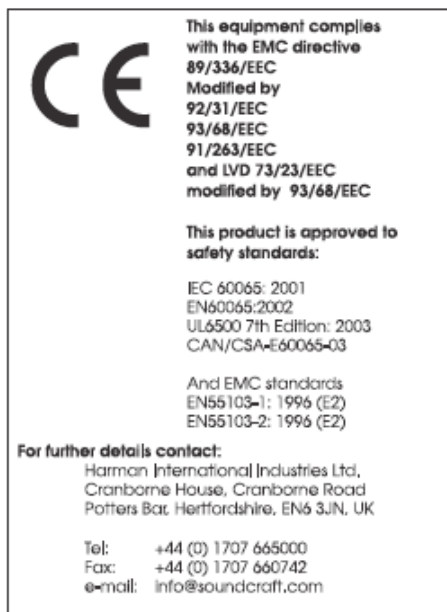 CE
This equipment complies
with the EMC directive
89/336/EEC
Modified by
92/31/EEC
93/68/EEC
91/263/EEC
and LVD 73/23/EEC
modified by 93/68/EEC
This product is approved to
safety standards:
IEC 60065: 2001
EN60065:2002
UL6500 7th Edition: 2003
CAN/CSA-E60065-03
And EMC standards
EN55103-1: 1996 (E2)
EN55103-2: 1996 (E2)
For further details contact:
Harman International Industries Ltd,
Cranborne House, Cranborne Road
Potters Bar, Hertfordshire, EN6 3JN, UK
Tel: +44 (0) 1707 665000
Fax: +44 (0) 1707 660742
e-mail: info@soundcraft.com